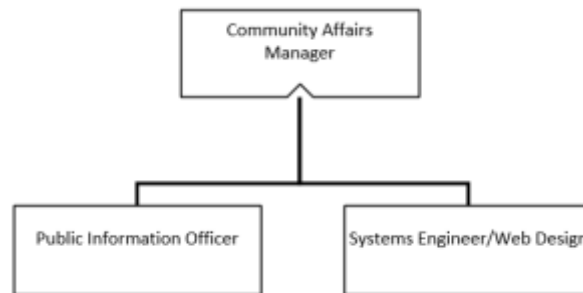 Community Affairs
Manager
Public Information Officer
Systems Engineer/Web Design